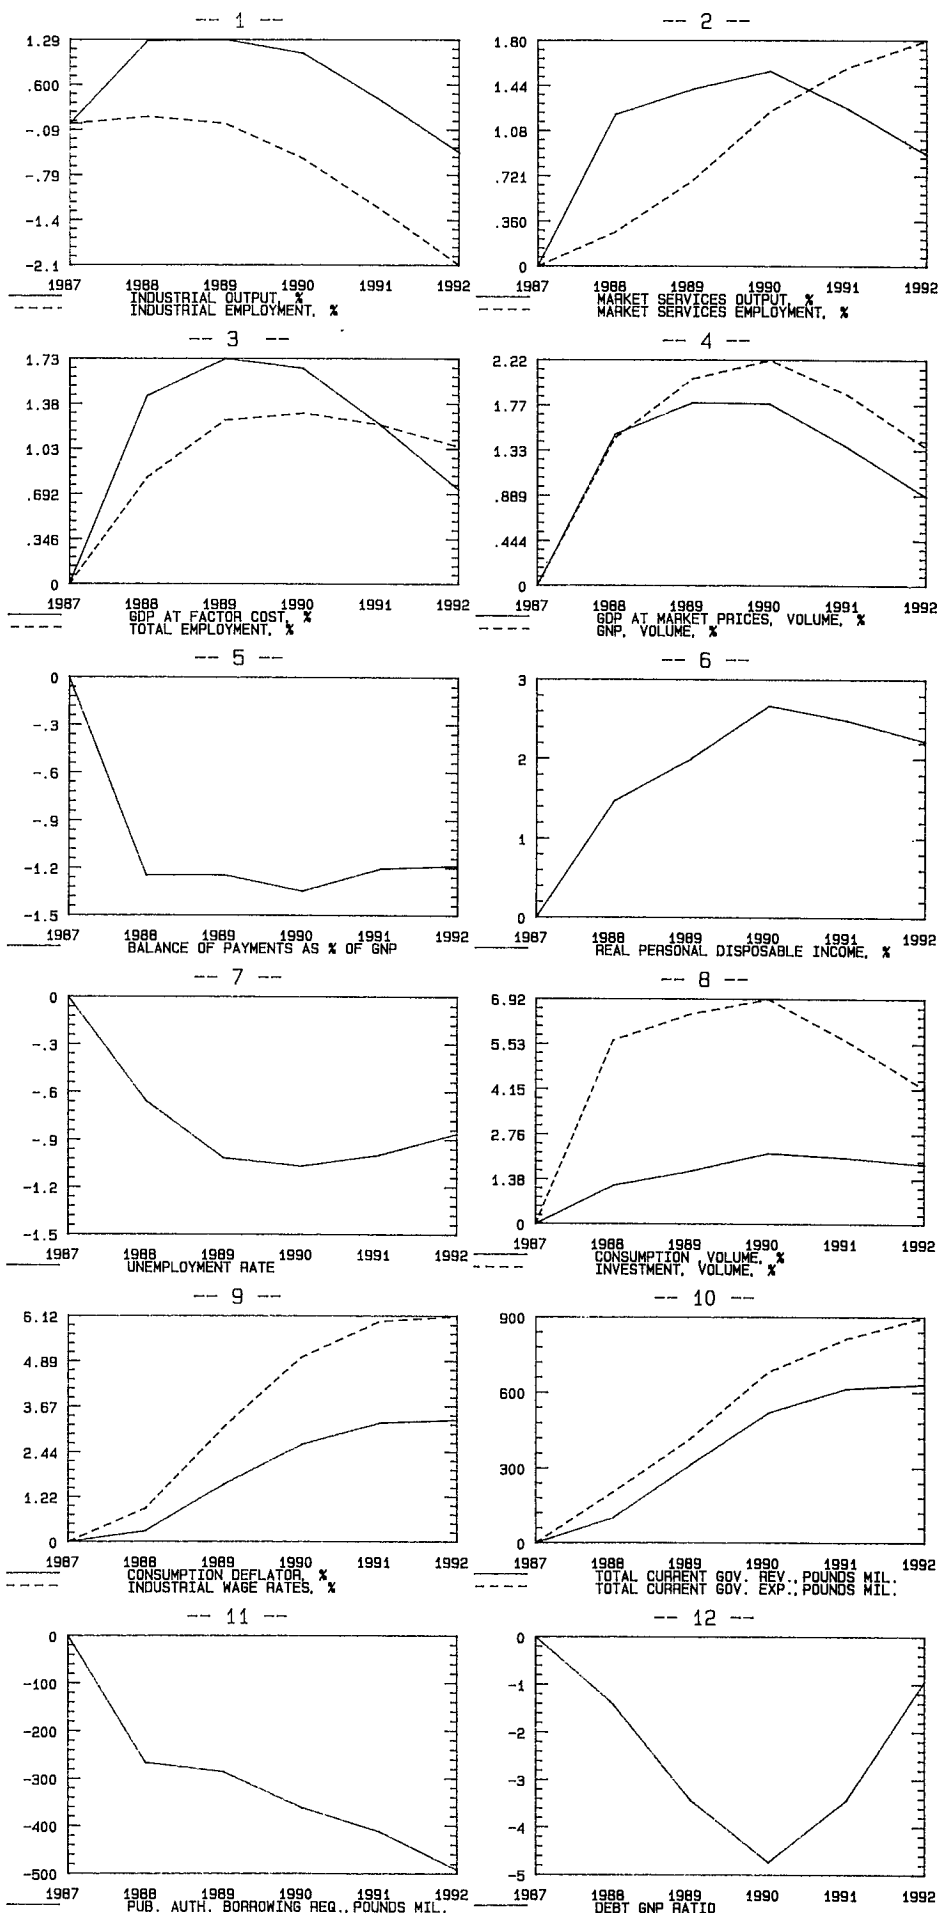 -- 1 --
1.29
.600
-.09
-.79
-1.4
-2.1
1987 1988 1989 1990 1991 1992
INDUSTRIAL OUTPUT, %
INDUSTRIAL EMPLOYMENT, %
-- 2 --
1.80
1.44
1.08
.721
.350
0
1987 1988 1989 1990 1991 1992
MARKET SERVICES OUTPUT, %
MARKET SERVICES EMPLOYMENT, %
-- 3 --
1.73
1.38
1.03
.692
.346
0
1987 1988 1989 1990 1991 1992
GDP AT FACTOR COST, %
TOTAL EMPLOYMENT, %
-- 4 --
2.22
1.77
1.33
.889
.444
0
1987 1988 1989 1990 1991 1992
GDP AT MARKET PRICES, VOLUME, %
GNP, VOLUME, %
-- 5 --
0
-.3
-.6
-.9
-1.2
-1.5
1987 1988 1989 1990 1991 1992
BALANCE OF PAYMENTS AS % OF GNP
-- 6 --
3
2
1
0
1987 1988 1989 1990 1991 1992
REAL PERSONAL DISPOSABLE INCOME, %
-- 7 --
0
-.3
-.6
-.9
-1.2
-1.5
1987 1988 1989 1990 1991 1992
UNEMPLOYMENT RATE
-- 8 --
6.92
5.53
4.15
2.76
1.38
0
1987 1988 1989 1990 1991 1992
CONSUMPTION , VOLUME, %
INVESTMENT, VOLUME, %
-- 9 --
6.12
4.89
3.67
2.44
1.22
0
1987 1988 1989 1990 1991 1992
CONSUMPTION DEFLATOR, %
INDUSTRIAL WAGE RATES, %
-- 10 --
900
600
300
0
1987 1988 1989 1990 1991 1992
TOTAL CURRENT GOV. REV., POUNDS MIL.
TOTAL CURRENT GOV. EXP., POUNDS MIL.
-- 11 --
0
-100
-200
-300
-400
-500
1987 1988 1989 1990 1991 1992
PUB. AUTH. BORROWING REQ., POUNDS MIL.
-- 12 --
0
-1
-2
-3
-4
-5
1987 1988 1989 1990 1991 1992
DEBT GNP RATIO